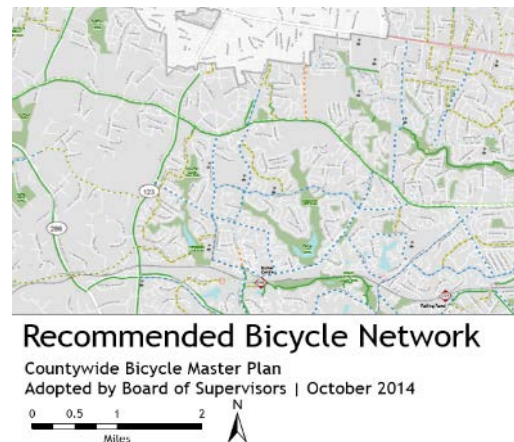 123
286
Recommended Bicycle Network
Countywide Bicycle Master Plan
Adopted by Board of Supervisors | October 2014
N
0 0.5 1 2
Miles